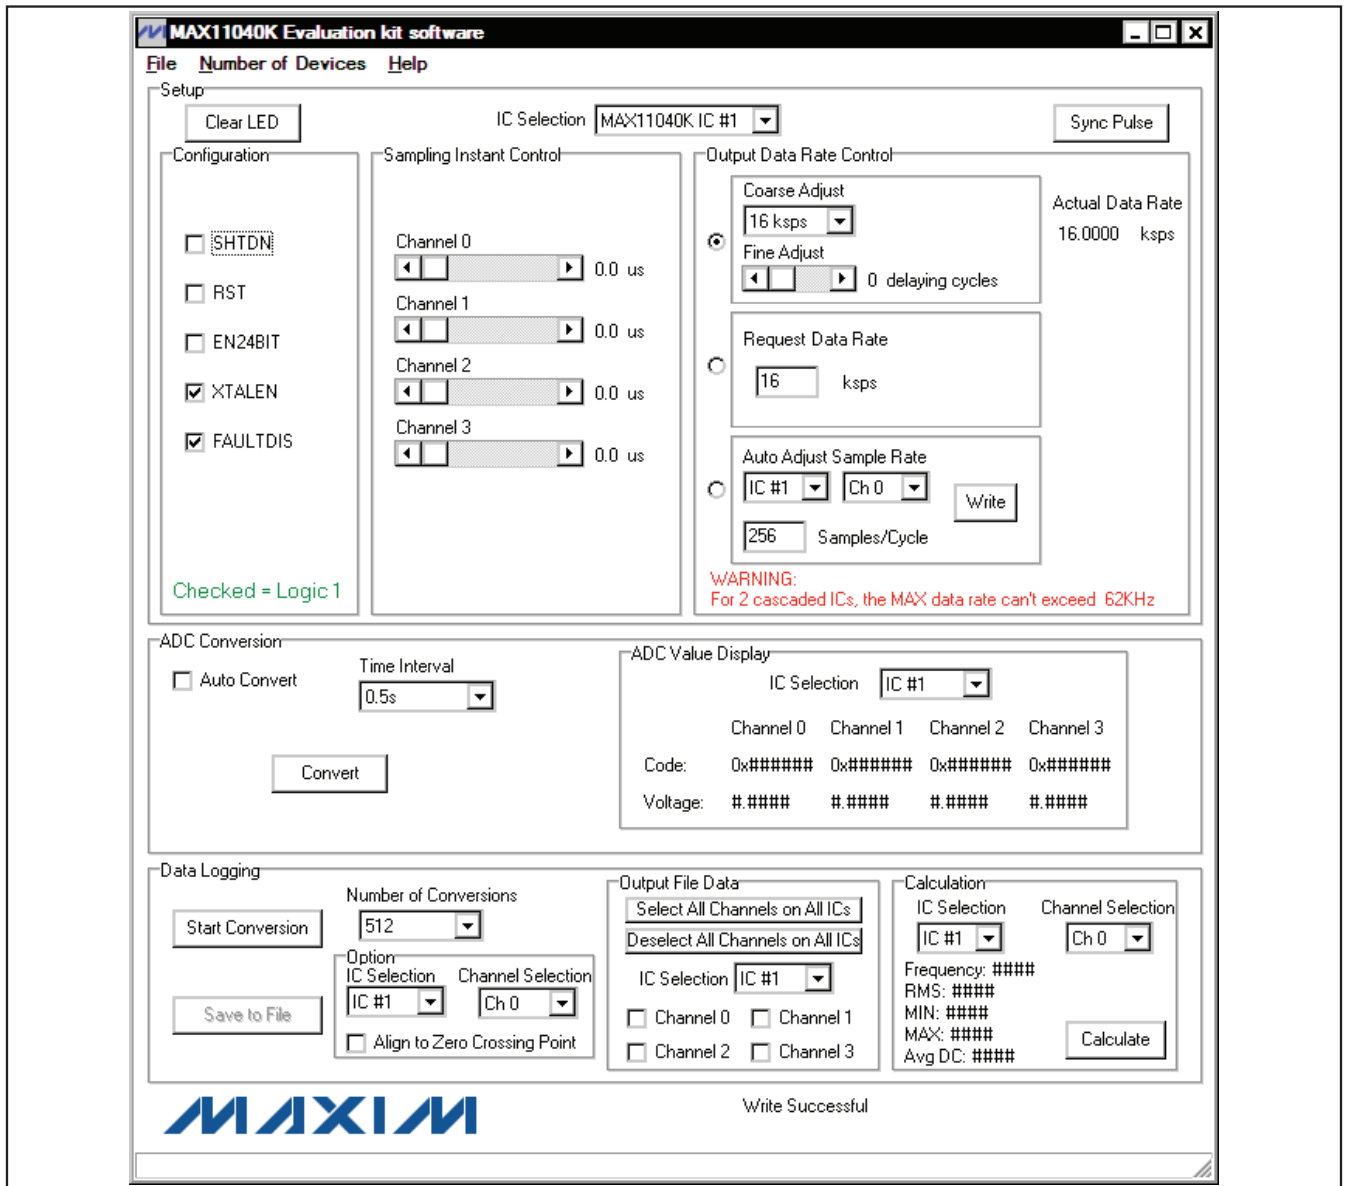 MAX11040K Evaluation kit software
File Number of Devices Help
Setup
Clear LED
IC Selection MAX11040K IC #1
Sync Pulse
Configuration
SHTDN
RST
EN24BIT
XTALEN
FAULTDIS
Checked = Logic 1
Sampling Instant Control
Channel 0
0.0 us
Channel 1
0.0 us
Channel 2
0.0 us
Channel 3
0.0 us
Output Data Rate Control
Coarse Adjust
16 ksps
Fine Adjust
0 delaying cycles
Actual Data Rate
16.0000 ksps
Request Data Rate
16 ksps
Auto Adjust Sample Rate
IC #1 Ch 0
Write
256 Samples/Cycle
WARNING:
For 2 cascaded ICs, the MAX data rate can't exceed 62KHz
ADC Conversion
Auto Convert
Time Interval
0.5s
Convert
ADC Value Display
IC Selection IC #1
Channel 0 Channel 1 Channel 2 Channel 3
Code: 0x###### 0x###### 0x###### 0x######
Voltage: #.#### #.#### #.#### #.####
Data Logging
Start Conversion
Save to File
Number of Conversions
512
Option
IC Selection Channel Selection
IC #1 Ch 0
Align to Zero Crossing Point
Output File Data
Select All Channels on All ICs
Deselect All Channels on All ICs
IC Selection IC #1
Channel 0 Channel 1
Channel 2 Channel 3
Calculation
IC Selection Channel Selection
IC #1 Ch 0
Frequency: ####
RMS: ####
MIN: ####
MAX: ####
Avg DC: ####
Calculate
MAXIM
Write Successful